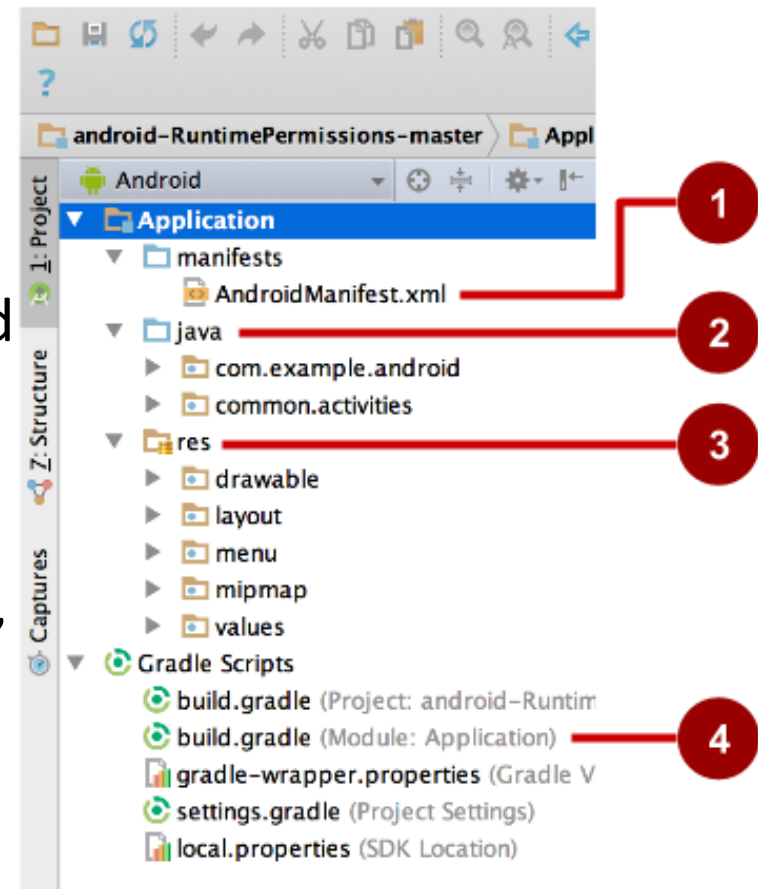 ?
android-RuntimePermissions-master Appl
Android
1: Project
Application
manifests
AndroidManifest.xml
1
d
java
2
com.example.android
common.activities
Z: Structure
res
3
drawable
layout
menu
mipmap
,
values
Captures
Gradle Scripts
build.gradle (Project: android-Runtim
build.gradle (Module: Application)
4
gradle-wrapper.properties (Gradle V
settings.gradle (Project Settings)
local.properties (SDK Location)